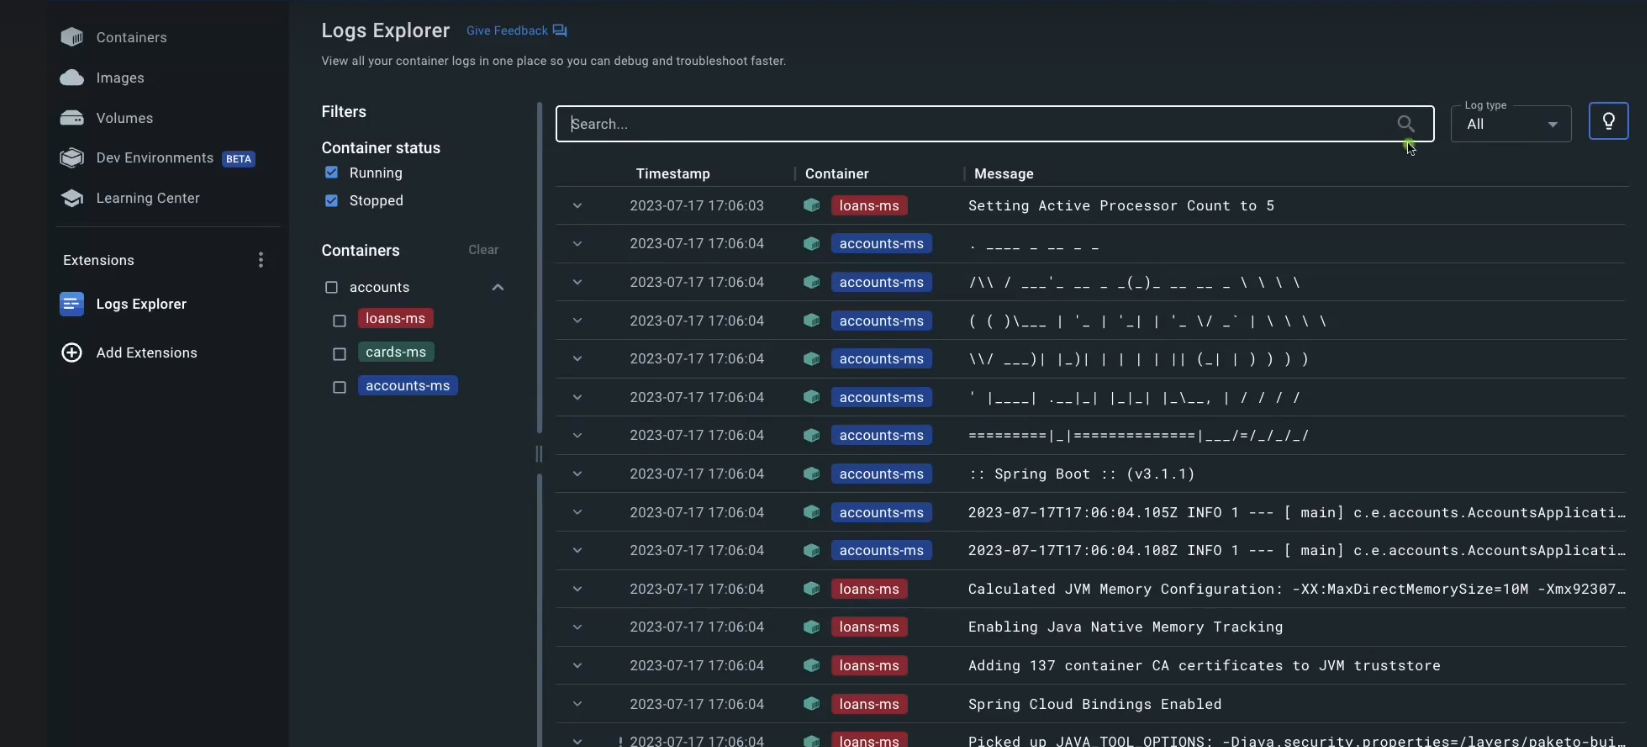 Containers
Images
Volumes
Dev Environments BETA
Learning Center
Extensions
Logs Explorer
Add Extensions
Logs Explorer Give Feedback
View all your container logs in one place so you can debug and troubleshoot faster.
Filters
Container status
Running
Stopped
Containers Clear
accounts
loans-ms
cards-ms
accounts-ms
Search...
Log type
All
Timestamp Container Message
2023-07-17 17:06:03 loans-ms Setting Active Processor Count to 5
2023-07-17 17:06:04 accounts-ms . ____ _ __ _ _
2023-07-17 17:06:04 accounts-ms /\\ / ___'_ __ _ _(_)_ __ __ _ \ \ \ \
2023-07-17 17:06:04 accounts-ms ( ( )\___ | '_ | '_| | '_ \/ _` | \ \ \ \
2023-07-17 17:06:04 accounts-ms \\/ ___)| |_)| | | | | || (_| | ) ) ) )
2023-07-17 17:06:04 accounts-ms ' |____| .__|_| |_|_| |_\__, | / / / /
2023-07-17 17:06:04 accounts-ms =========|_|==============|___/=/_/_/_/
2023-07-17 17:06:04 accounts-ms :: Spring Boot :: (v3.1.1)
2023-07-17 17:06:04 accounts-ms 2023-07-17T17:06:04.105Z INFO 1 --- [ main] c.e.accounts.AccountsApplicati…
2023-07-17 17:06:04 accounts-ms 2023-07-17T17:06:04.108Z INFO 1 --- [ main] c.e.accounts.AccountsApplicati…
2023-07-17 17:06:04 loans-ms Calculated JVM Memory Configuration: -XX:MaxDirectMemorySize=10M -Xmx92307…
2023-07-17 17:06:04 loans-ms Enabling Java Native Memory Tracking
2023-07-17 17:06:04 loans-ms Adding 137 container CA certificates to JVM truststore
2023-07-17 17:06:04 loans-ms Spring Cloud Bindings Enabled
! 2023-07-17 17:06:04 loans-ms Picked up JAVA_TOOL_OPTIONS: -Djava.security.properties=/layers/paketo-bui…